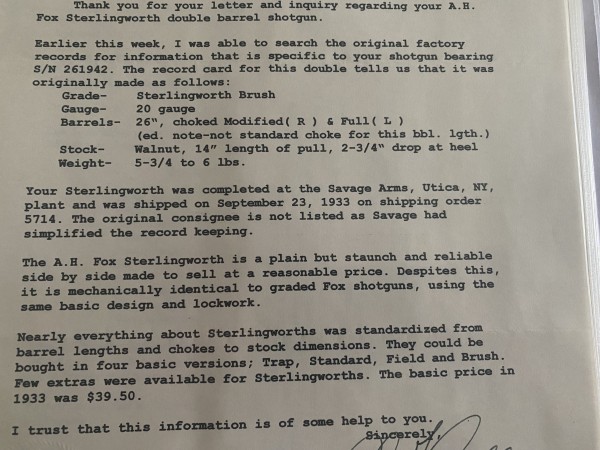 Thank you for your letter and inquiry regarding your A.H.
Fox Sterlingworth double barrel shotgun.
Earlier this week, I was able to search the original factory
records for information that is specific to your shotgun bearing
S/N 261942. The record card for this double tells us that it was
originally made as follows:
Grade- Sterlingworth Brush
Gauge- 20 gauge
Barrels- 26", choked Modified( R ) & Full( L )
(ed. note-not standard choke for this bbl. lgth.)
Stock- Walnut, 14" length of pull, 2-3/4" drop at heel
Weight- 5-3/4 to 6 lbs.
Your Sterlingworth was completed at the Savage Arms, Utica, NY,
plant and was shipped on September 23, 1933 on shipping order
5714. The original consignee is not listed as Savage had
simplified the record keeping.
The A.H. Fox Sterlingworth is a plain but staunch and reliable
side by side made to sell at a reasonable price. Despites this,
it is mechanically identical to graded Fox shotguns, using the
same basic design and lockwork.
Nearly everything about Sterlingworths was standardized from
barrel lengths and chokes to stock dimensions. They could be
bought in four basic versions; Trap, Standard, Field and Brush.
Few extras were available for Sterlingworths. The basic price in
1933 was $39.50.
I trust that this information is of some help to you.
Sincerely,